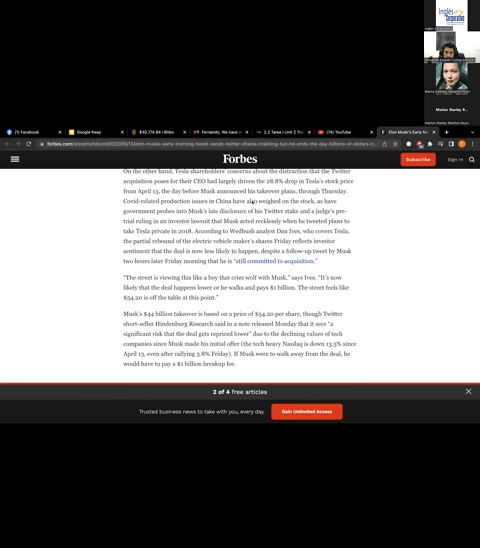 Inglés
Corporativo
Marlon Stanley R...
Marlon Stanley Ramirez Reyes
(1) Facebook
Google Keep
$30,174.94 | Bitso
Fernando, We have a
2.2 Tarea | Unit 2 Tra
(74) YouTube
Elon Musk's Early M
forbes.com/sites/mattdurot/2022/05/13/elon-musks-early-morning-tweet-sends-twitter-shares-crashing-but-he-ends-the-day-billions-of-dollars-r...
Forbes
Subscribe
Sign in
On the other hand, Tesla shareholders' concerns about the distraction that the Twitter
acquisition poses for their CEO had largely driven the 28.8% drop in Tesla's stock price
from April 13, the day before Musk announced his takeover plans, through Thursday.
Covid-related production issues in China have also weighed on the stock, as have
government probes into Musk's late disclosure of his Twitter stake and a judge's pre-
trial ruling in an investor lawsuit that Musk acted recklessly when he tweeted plans to
take Tesla private in 2018. According to Wedbush analyst Dan Ives, who covers Tesla,
the partial rebound of the electric vehicle maker's shares Friday reflects investor
sentiment that the deal is now less likely to happen, despite a follow-up tweet by Musk
two hours later Friday morning that he is "still committed to acquisition."
"The street is viewing this like a boy that cries wolf with Musk," says Ives. "It's now
likely that the deal happens lower or he walks and pays $1 billion. The street feels like
$54.20 is off the table at this point."
Musk's $44 billion takeover is based on a price of $54.20 per share, though Twitter
short-seller Hindenburg Research said in a note released Monday that it sees "a
significant risk that the deal gets repriced lower" due to the declining values of tech
companies since Musk made his initial offer (the tech heavy Nasdaq is down 13.5% since
April 13, even after rallying 3.8% Friday). If Musk were to walk away from the deal, he
would have to pay a $1 billion breakup fee.
2 of 4 free articles
Trusted business news to take with you, every day.
Gain Unlimited Access